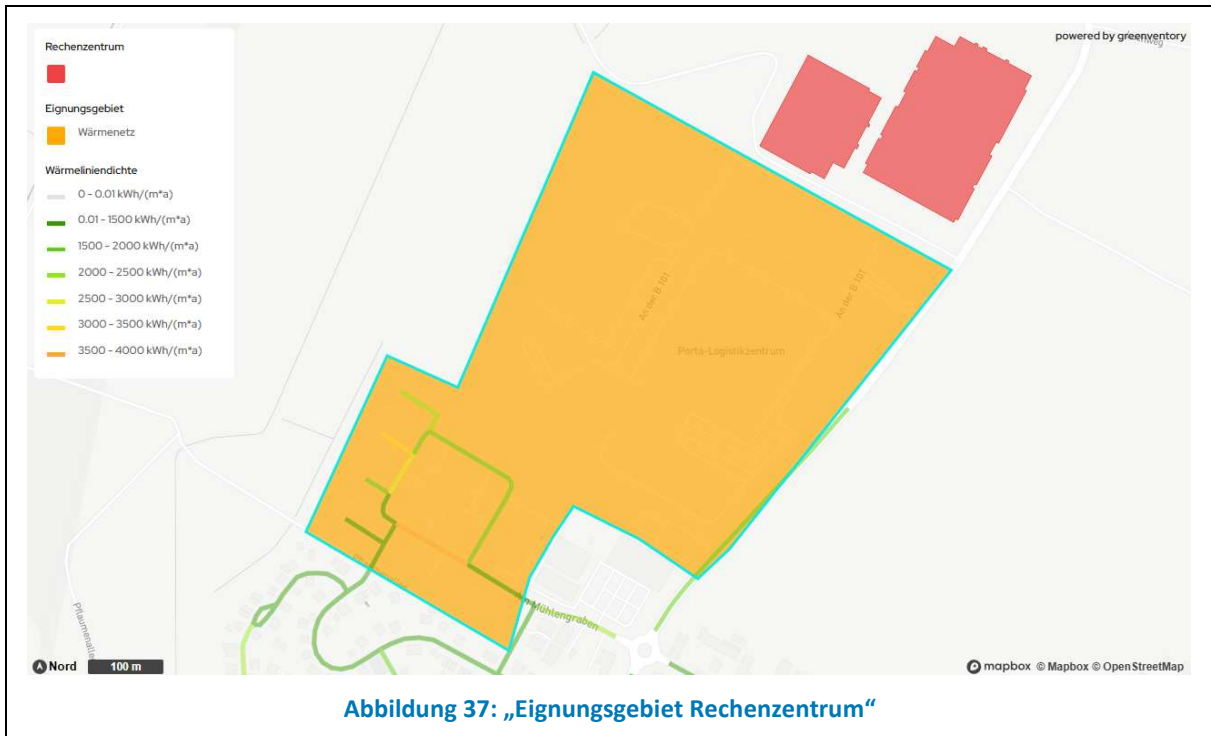 Rechenzentrum
Eignungsgebiet
Wärmenetz
Wärmeliniendichte
0 - 0.01 kWh/(m*a)
0.01 - 1500 kWh/(m*a)
1500 - 2000 kWh/(m*a)
2000 - 2500 kWh/(m*a)
2500 - 3000 kWh/(m*a)
3000 - 3500 kWh/(m*a)
3500 - 4000 kWh/(m*a)
powered by greenventory
An der B 101
An der B 101
Porta-Logistikzentrum
Mühlengraben
Pflaumenallee
Nord
100 m
mapbox © Mapbox © OpenStreetMap
Abbildung 37: „Eignungsgebiet Rechenzentrum“